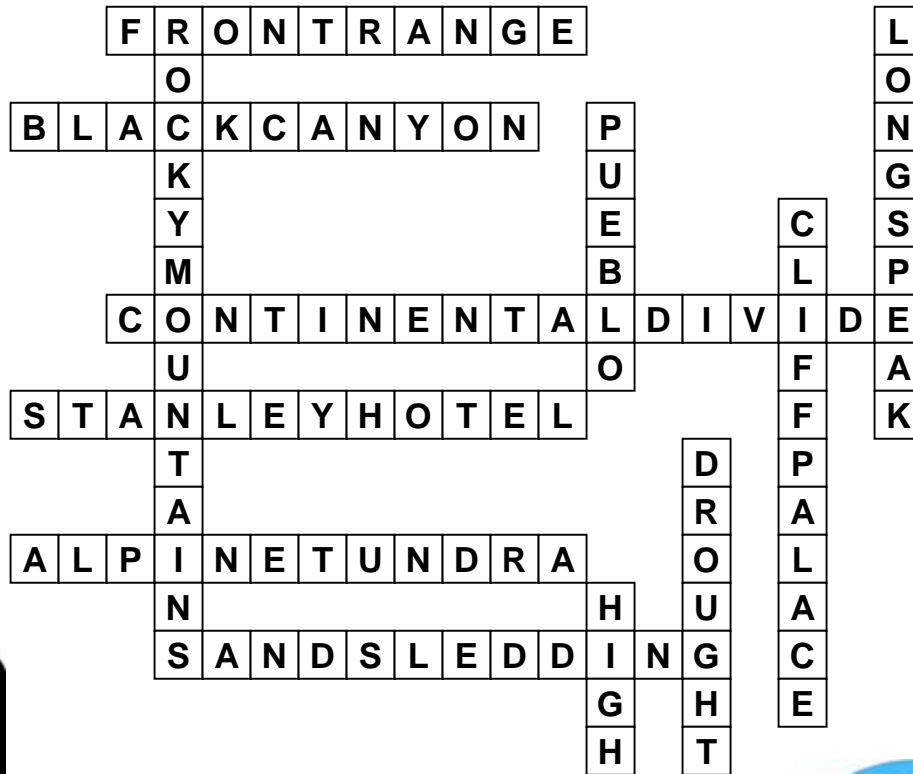 FRONTRANGE
ROCKYMOUNTAINS
LONGSPEAK
BLACKCANYON
PUEBLO
CLIFFPALACE
CONTINENTALDIVIDE
STANLEYHOTEL
DROUGHT
ALPINETUNDRA
HIGH
SANDSLEDDING